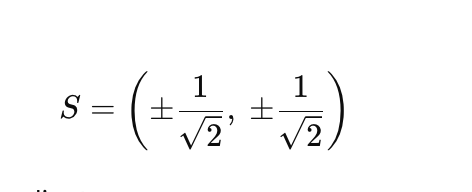 S = (±1/√2, ±1/√2)